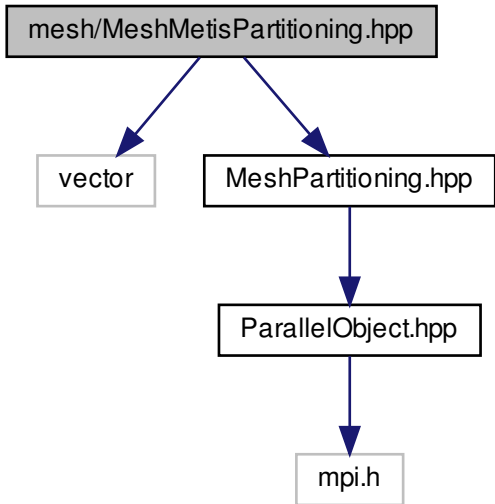 mesh/MeshMetisPartitioning.hpp
vector
MeshPartitioning.hpp
ParallelObject.hpp
mpi.h